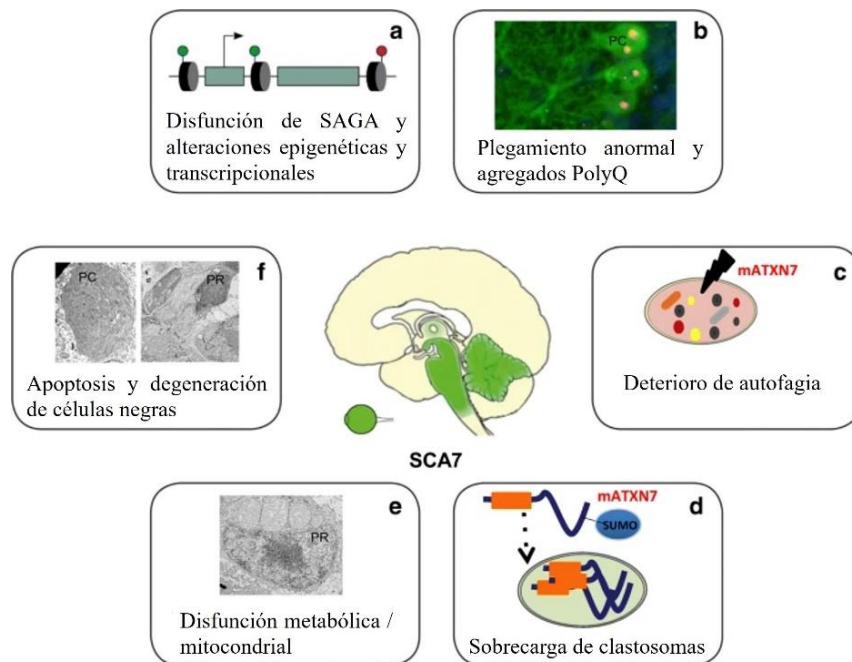 a
Disfunción de SAGA y
alteraciones epigenéticas y
transcripcionales
b
PC
Plegamiento anormal y
agregados PolyQ
f
PC
PR
Apoptosis y degeneración
de células negras
c
mATXN7
Deterioro de autofagia
SCA7
e
PR
Disfunción metabólica /
mitocondrial
d
mATXN7
SUMO
Sobrecarga de clastosomas